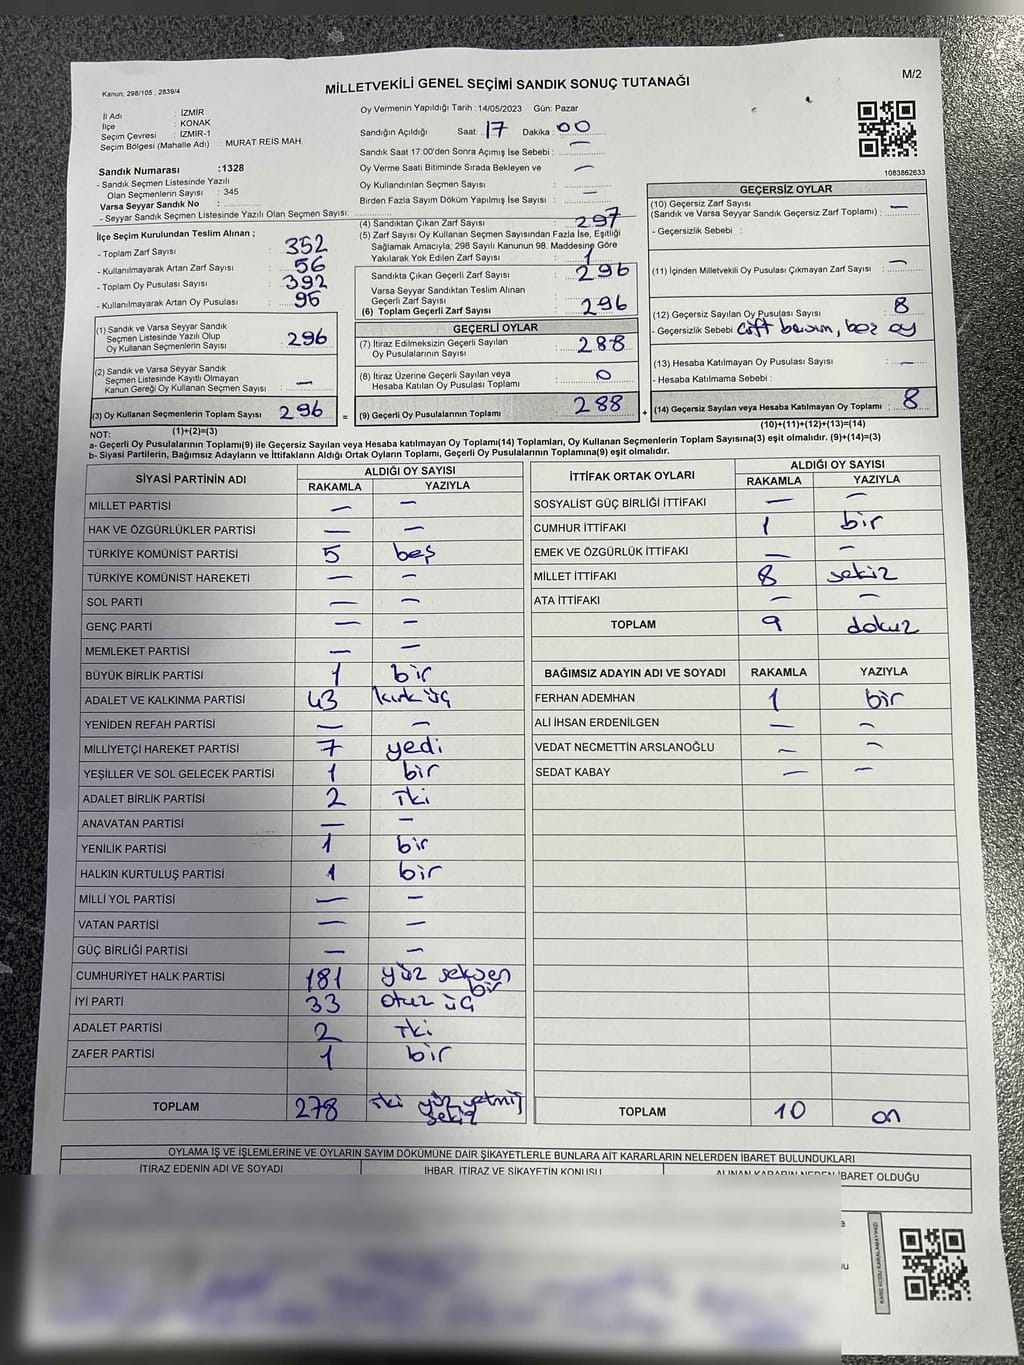 Kanun; 298/105 , 2839/4
MİLLETVEKİLİ GENEL SEÇİMİ SANDIK SONUÇ TUTANAĞI
M/2
İl Adı : İZMİR
İlçe : KONAK
Seçim Çevresi : İZMİR-1
Seçim Bölgesi (Mahalle Adı) : MURAT REİS MAH.
Oy Vermenin Yapıldığı Tarih : 14/05/2023 Gün: Pazar
Sandığın Açıldığı Saat: 17 Dakika : 00
Sandık Saat 17:00'den Sonra Açımış İse Sebebi : —
Oy Verme Saati Bitiminde Sırada Bekleyen ve
Oy Kullandırılan Seçmen Sayısı : —
Birden Fazla Sayım Döküm Yapılmış İse Sayısı : —
1083862633
Sandık Numarası :1328
- Sandık Seçmen Listesinde Yazılı
Olan Seçmenlerin Sayısı : 345
Varsa Seyyar Sandık No :
- Seyyar Sandık Seçmen Listesinde Yazılı Olan Seçmen Sayısı:
İlçe Seçim Kurulundan Teslim Alınan ;
- Toplam Zarf Sayısı : 352
- Kullanılmayarak Artan Zarf Sayısı : 56
- Toplam Oy Pusulası Sayısı : 392
- Kullanılmayarak Artan Oy Pusulası : 96
(1) Sandık ve Varsa Seyyar Sandık
Seçmen Listesinde Yazılı Olup
Oy Kullanan Seçmenlerin Sayısı : 296
(2) Sandık ve Varsa Seyyar Sandık
Seçmen Listesinde Kayıtlı Olmayan
Kanun Gereği Oy Kullanan Seçmen Sayısı : —
(3) Oy Kullanan Seçmenlerin Toplam Sayısı : 296
(1)+(2)=(3)
(4) Sandıktan Çıkan Zarf Sayısı : 297
(5) Zarf Sayısı Oy Kullanan Seçmen Sayısından Fazla İse, Eşitliği
Sağlamak Amacıyla, 298 Sayılı Kanunun 98. Maddesine Göre
Yakılarak Yok Edilen Zarf Sayısı : 1
Sandıkta Çıkan Geçerli Zarf Sayısı : 296
Varsa Seyyar Sandıktan Teslim Alınan
Geçerli Zarf Sayısı :
(6) Toplam Geçerli Zarf Sayısı : 296
GEÇERLİ OYLAR
(7) İtiraz Edilmeksizin Geçerli Sayılan
Oy Pusulalarının Sayısı : 288
(8) İtiraz Üzerine Geçerli Sayılan veya
Hesaba Katılan Oy Pusulası Toplamı : 0
= (9) Geçerli Oy Pusulalarının Toplamı : 288 +
GEÇERSİZ OYLAR
(10) Geçersiz Zarf Sayısı
(Sandık ve Varsa Seyyar Sandık Geçersiz Zarf Toplamı) : —
- Geçersizlik Sebebi :
(11) İçinden Milletvekili Oy Pusulası Çıkmayan Zarf Sayısı : —
(12) Geçersiz Sayılan Oy Pusulası Sayısı : 8
- Geçersizlik Sebebi çift basım, boş oy
(13) Hesaba Katılmayan Oy Pusulası Sayısı : —
- Hesaba Katılmama Sebebi :
(14) Geçersiz Sayılan veya Hesaba Katılmayan Oy Toplamı : 8
(10)+(11)+(12)+(13)=(14)
NOT:
a- Geçerli Oy Pusulalarının Toplamı(9) ile Geçersiz Sayılan veya Hesaba katılmayan Oy Toplamı(14) Toplamları, Oy Kullanan Seçmenlerin Toplam Sayısına(3) eşit olmalıdır. (9)+(14)=(3)
b- Siyasi Partilerin, Bağımsız Adayların ve İttifakların Aldığı Ortak Oyların Toplamı, Geçerli Oy Pusulalarının Toplamına(9) eşit olmalıdır.
SİYASİ PARTİNİN ADI ALDIĞI OY SAYISI
RAKAMLA YAZIYLA
MİLLET PARTİSİ — —
HAK VE ÖZGÜRLÜKLER PARTİSİ — —
TÜRKİYE KOMÜNİST PARTİSİ 5 beş
TÜRKİYE KOMÜNİST HAREKETİ — —
SOL PARTİ — —
GENÇ PARTİ — —
MEMLEKET PARTİSİ — —
BÜYÜK BİRLİK PARTİSİ 1 bir
ADALET VE KALKINMA PARTİSİ 43 kırk üç
YENİDEN REFAH PARTİSİ — —
MİLLİYETÇİ HAREKET PARTİSİ 7 yedi
YEŞİLLER VE SOL GELECEK PARTİSİ 1 bir
ADALET BİRLİK PARTİSİ 2 iki
ANAVATAN PARTİSİ — —
YENİLİK PARTİSİ 1 bir
HALKIN KURTULUŞ PARTİSİ 1 bir
MİLLİ YOL PARTİSİ — —
VATAN PARTİSİ — —
GÜÇ BİRLİĞİ PARTİSİ — —
CUMHURİYET HALK PARTİSİ 181 yüz seksen bir
İYİ PARTİ 33 otuz üç
ADALET PARTİSİ 2 iki
ZAFER PARTİSİ 1 bir
TOPLAM 278 iki yüz yetmiş sekiz
İTTİFAK ORTAK OYLARI ALDIĞI OY SAYISI
RAKAMLA YAZIYLA
SOSYALİST GÜÇ BİRLİĞİ İTTİFAKI — —
CUMHUR İTTİFAKI 1 bir
EMEK VE ÖZGÜRLÜK İTTİFAKI — —
MİLLET İTTİFAKI 8 sekiz
ATA İTTİFAKI — —
TOPLAM 9 dokuz
BAĞIMSIZ ADAYIN ADI VE SOYADI RAKAMLA YAZIYLA
FERHAN ADEMHAN 1 bir
ALİ İHSAN ERDENİLGEN — —
VEDAT NECMETTİN ARSLANOĞLU — —
SEDAT KABAY — —
TOPLAM 10 on
OYLAMA İŞ VE İŞLEMLERİNE VE OYLARIN SAYIM DÖKÜMÜNE DAİR ŞİKAYETLERLE BUNLARA AİT KARARLARIN NELERDEN İBARET BULUNDUKLARI
İTİRAZ EDENİN ADI VE SOYADI İHBAR, İTİRAZ VE ŞİKAYETİN KONUSU ALINAN KARARIN NEDEN İBARET OLDUĞU
KARE KODU KARALAMAYINIZ!